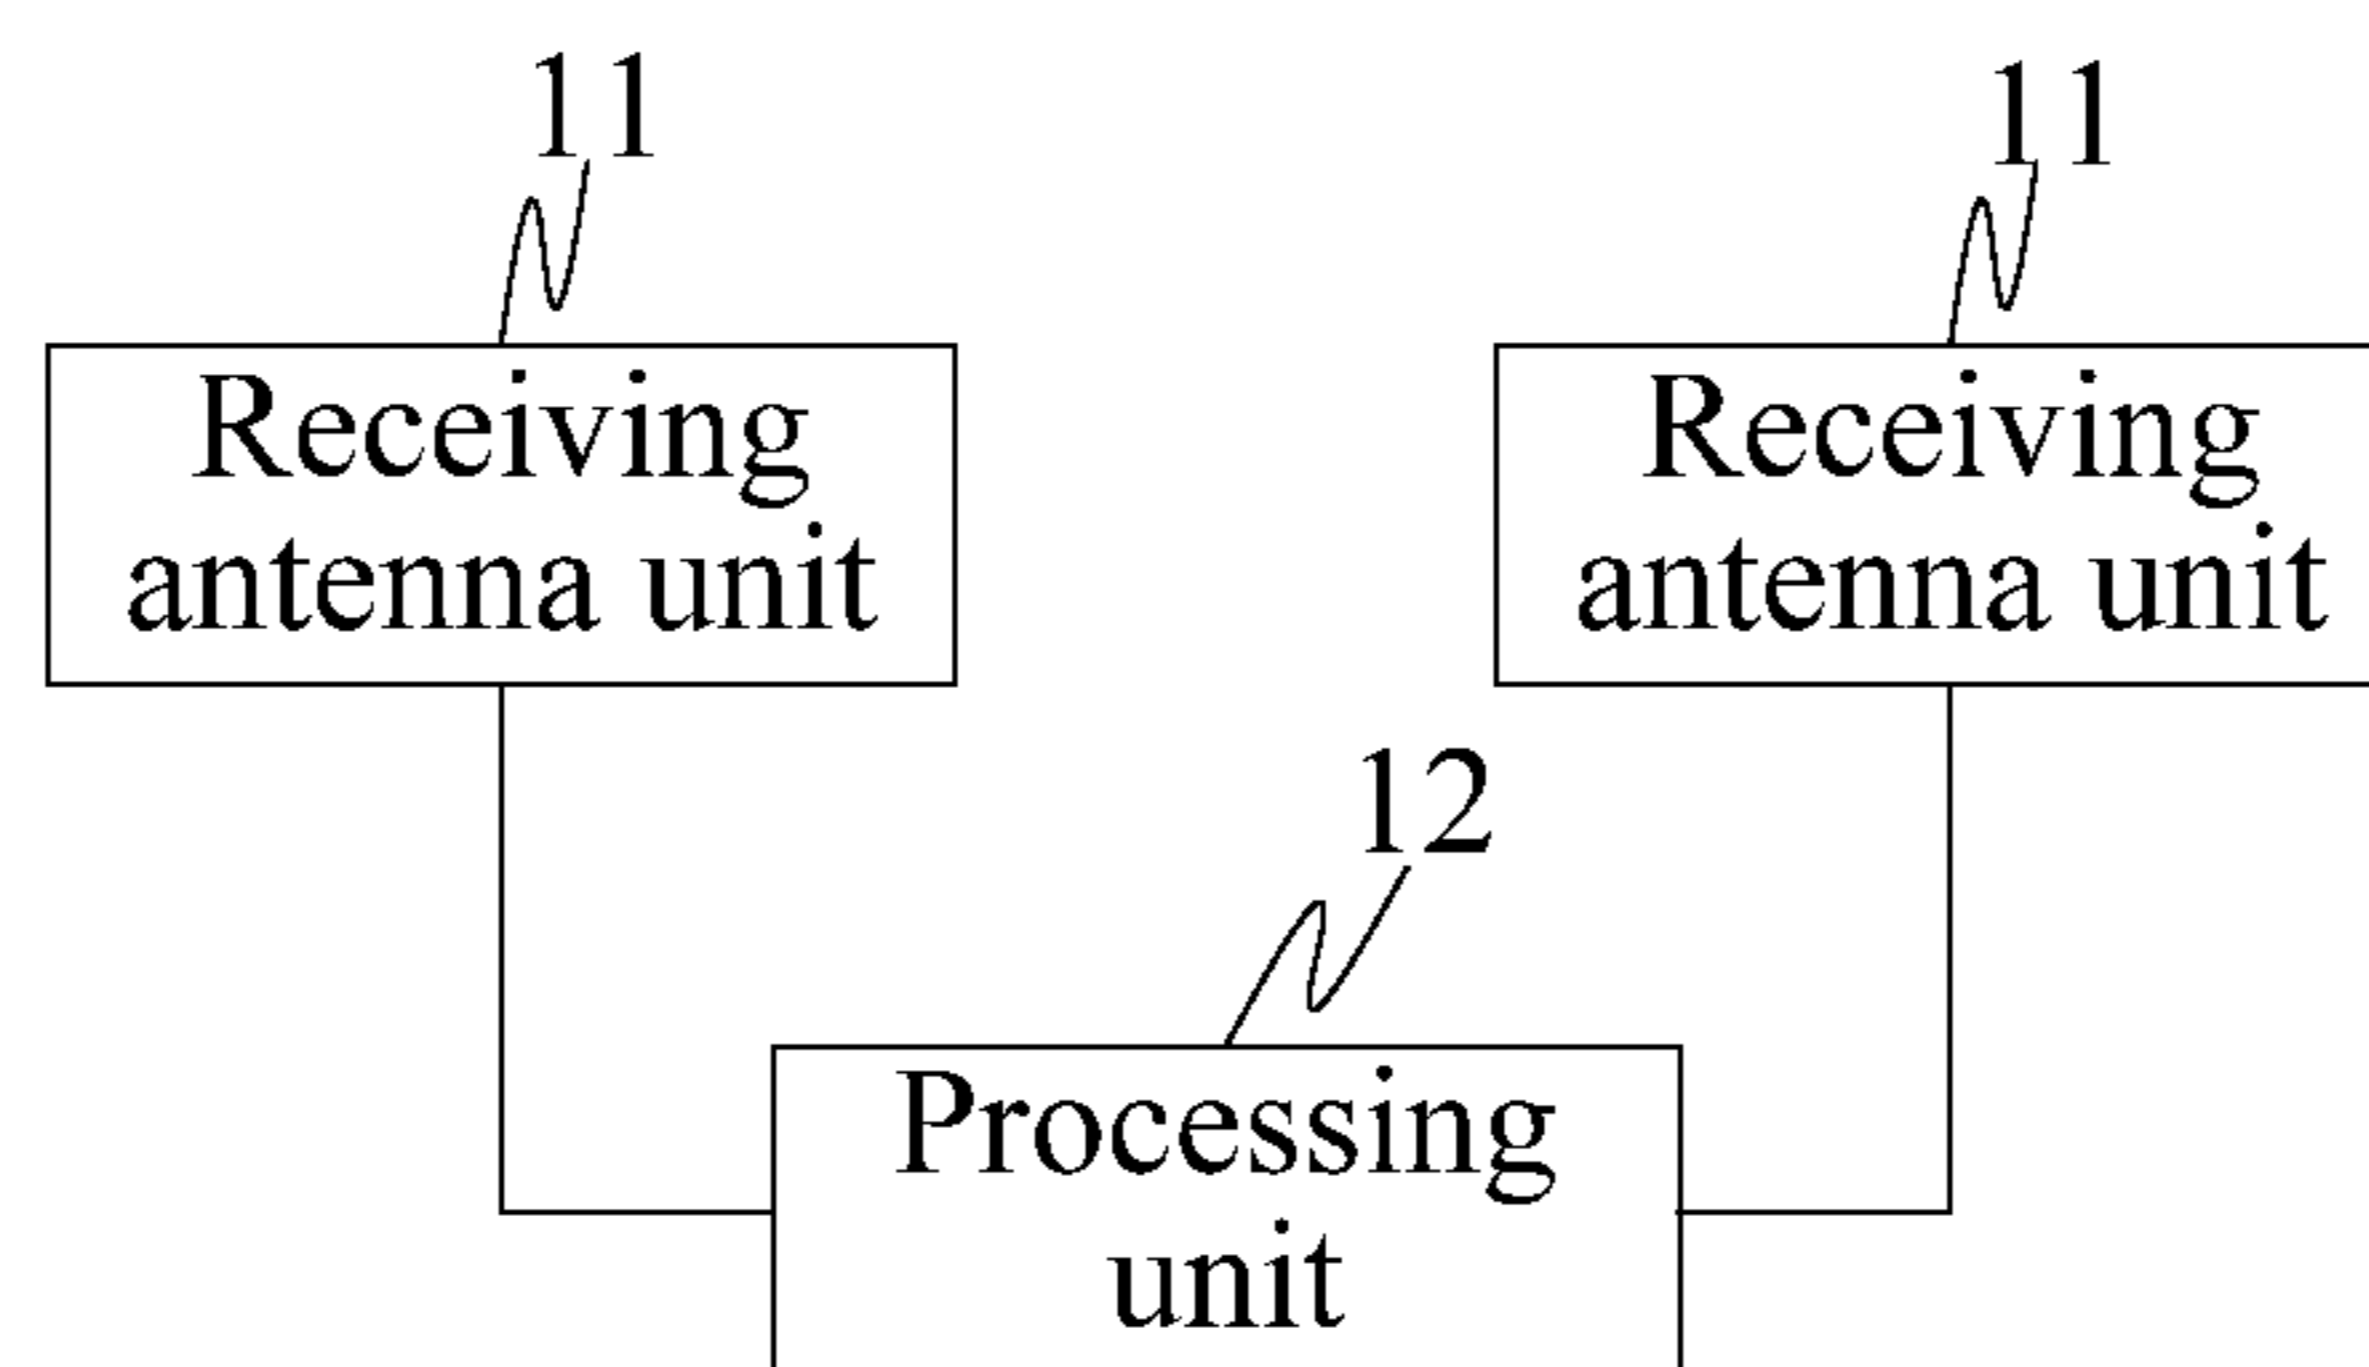 11
11
Receiving
antenna unit
Receiving
antenna unit
12
Processing
unit